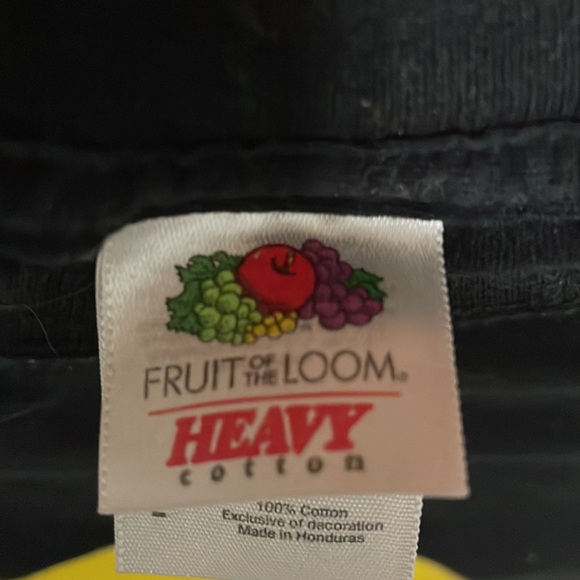 FRUIT OF THE LOOM®
HEAVY
cotton
100% Cotton
Exclusive of decoration
Made in Honduras